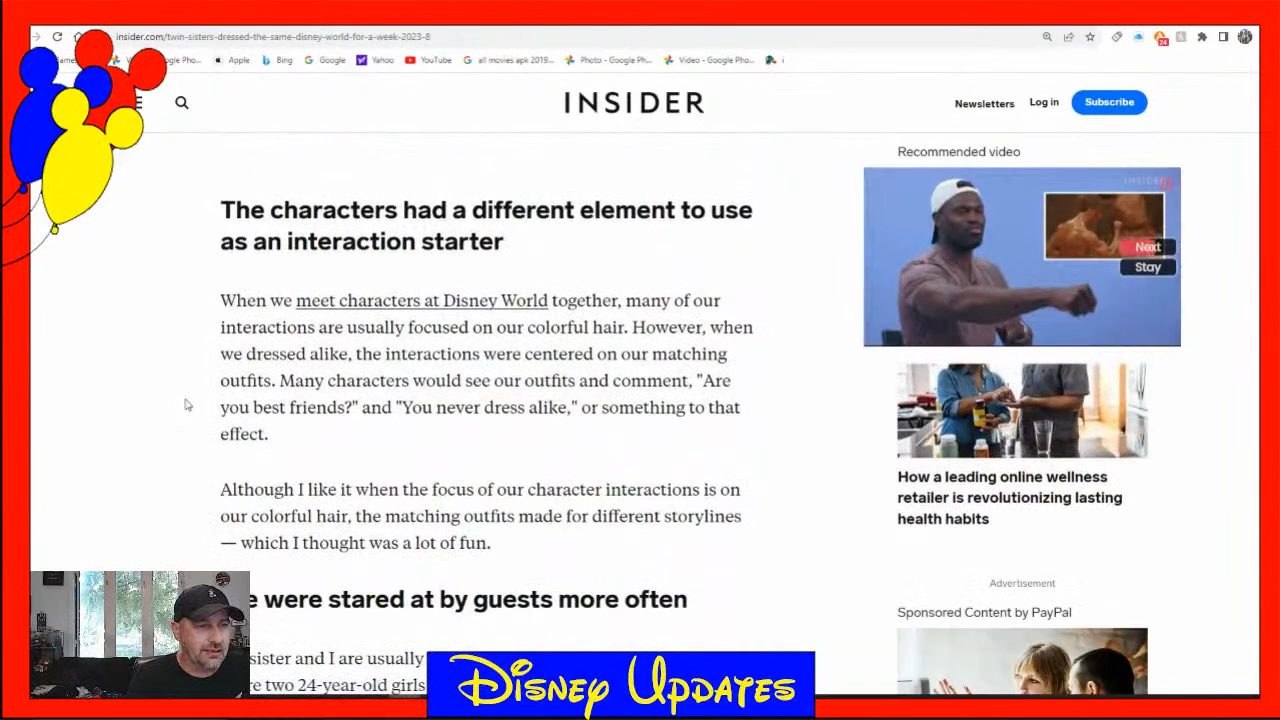 insider.com/twin-sisters-dressed-the-same-disney-world-for-a-week-2023-8
24
Apple
Bing
Google
Yahoo
YouTube
all movies apk 2019...
Photo - Google Ph...
Video - Google Pho...
INSIDER
Newsletters
Log in
Subscribe
The characters had a different element to use
as an interaction starter
When we meet characters at Disney World together, many of our
interactions are usually focused on our colorful hair. However, when
we dressed alike, the interactions were centered on our matching
outfits. Many characters would see our outfits and comment, "Are
you best friends?" and "You never dress alike," or something to that
effect.
Although I like it when the focus of our character interactions is on
our colorful hair, the matching outfits made for different storylines
— which I thought was a lot of fun.
e were stared at by guests more often
sister and I are usually
re two 24-year-old girls
Recommended video
INSIDER
Next
Stay
How a leading online wellness
retailer is revolutionizing lasting
health habits
Advertisement
Sponsored Content by PayPal
Disney Updates